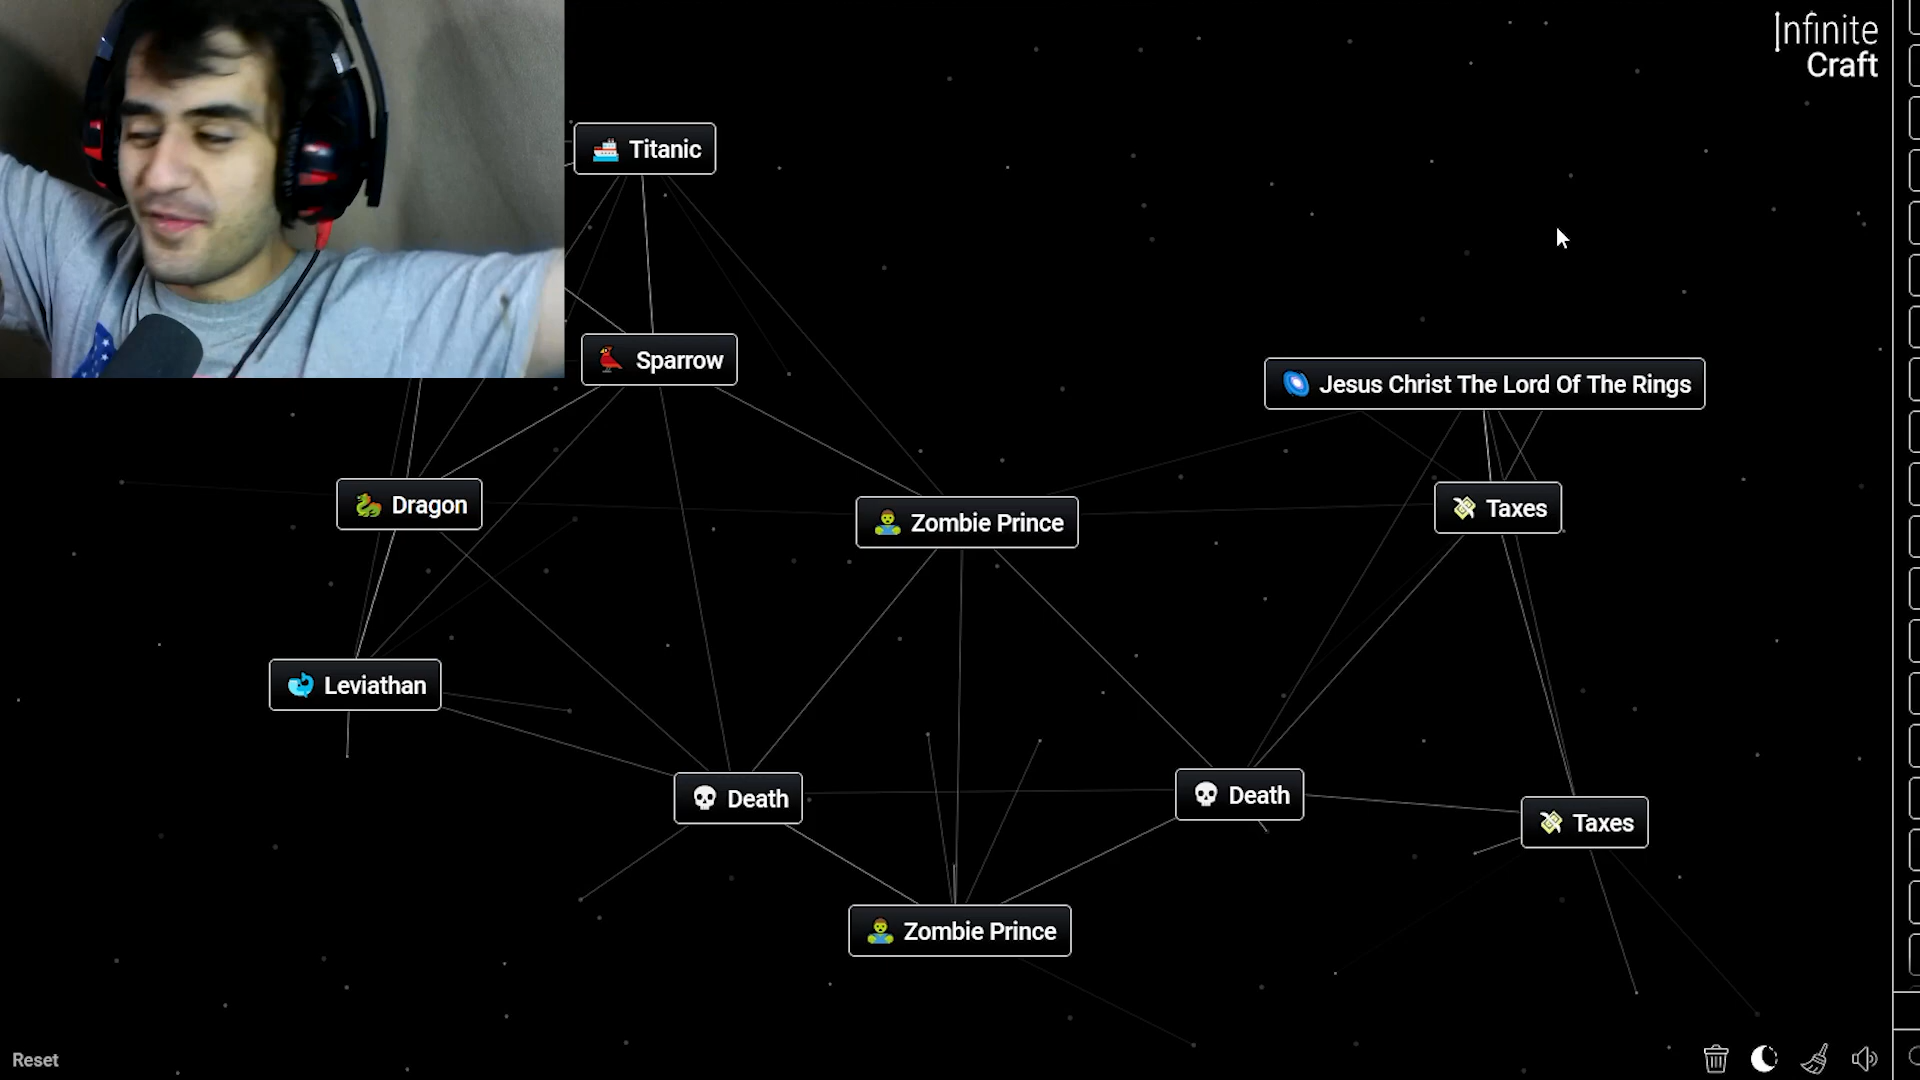 Infinite
Craft
Titanic
Sparrow
Jesus Christ The Lord Of The Rings
Dragon
Zombie Prince
Taxes
Leviathan
Death
Death
Taxes
Zombie Prince
Reset